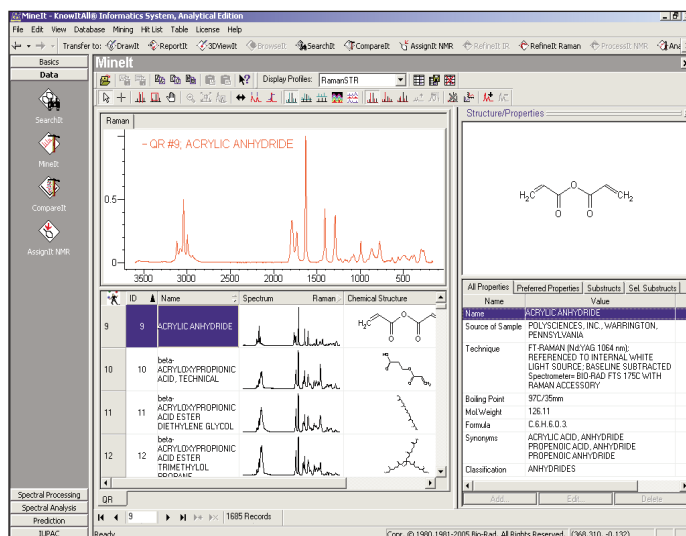 MineIt - KnowItAll® Informatics System, Analytical Edition
File Edit View Database Mining Hit List Table License Help
Transfer to: DrawIt ReportIt 3DViewIt BrowseIt SearchIt CompareIt AssignIt NMR RefineIt IR RefineIt Raman ProcessIt NMR
Basics
Data
SearchIt
MineIt
CompareIt
AssignIt NMR
Spectral Processing
Spectral Analysis
Prediction
IUPAC
MineIt
Display Profiles: RamanSTR
Raman
- QR #9; ACRYLIC ANHYDRIDE
0.5
0
3500 3000 2500 2000 1500 1000 500
ID Name Spectrum Raman Chemical Structure
9 9 ACRYLIC ANHYDRIDE
10 10 beta-
ACRYLOXYPROPIONIC
ACID, TECHNICAL
11 11 beta-
ACRYLOXYPROPIONIC
ACID ESTER
DIETHYLENE GLYCOL
12 12 beta-
ACRYLOXYPROPIONIC
ACID ESTER
TRIMETHYLOL
PROPANE
QR
9 1685 Records
Ready
Structure/Properties
H₂C O CH₂
O O
All Properties Preferred Properties Substructs Sel. Substructs
Name Value
Name ACRYLIC ANHYDRIDE
Source of Sample POLYSCIENCES, INC., WARRINGTON,
PENNSYLVANIA
Technique FT-RAMAN (Nd:YAG 1064 nm);
REFERENCED TO INTERNAL WHITE
LIGHT SOURCE; BASELINE SUBTRACTED
Spectrometer= BIO-RAD FTS 175C WITH
RAMAN ACCESSORY
Boiling Point 97C/35mm
Mol.Weight 126.11
Formula C.6.H.6.O.3.
Synonyms ACRYLIC ACID, ANHYDRIDE
PROPENOIC ACID, ANHYDRIDE
PROPENOIC ANHYDRIDE
Classification ANHYDRIDES
Add... Edit... Delete
Copr. © 1980,1981-2005 Bio-Rad. All Rights Reserved. (368.310, -0.132)